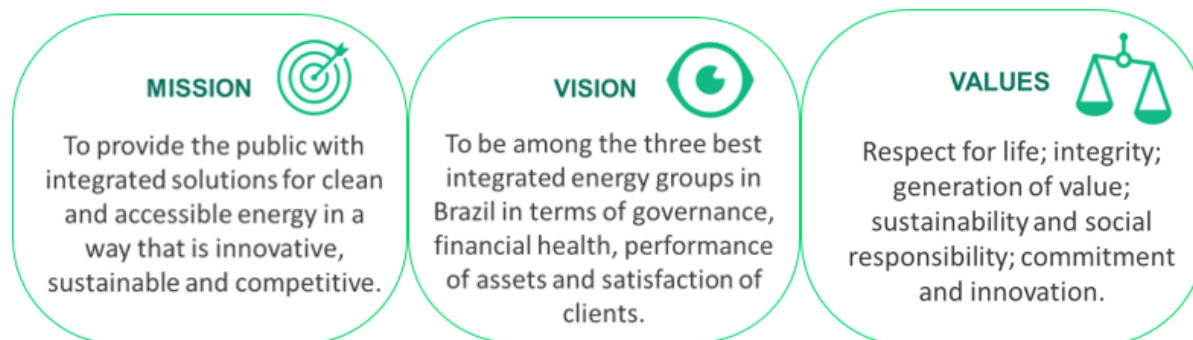 MISSION
To provide the public with
integrated solutions for clean
and accessible energy in a
way that is innovative,
sustainable and competitive.
VISION
To be among the three best
integrated energy groups in
Brazil in terms of governance,
financial health, performance
of assets and satisfaction of
clients.
VALUES
Respect for life; integrity;
generation of value;
sustainability and social
responsibility; commitment
and innovation.